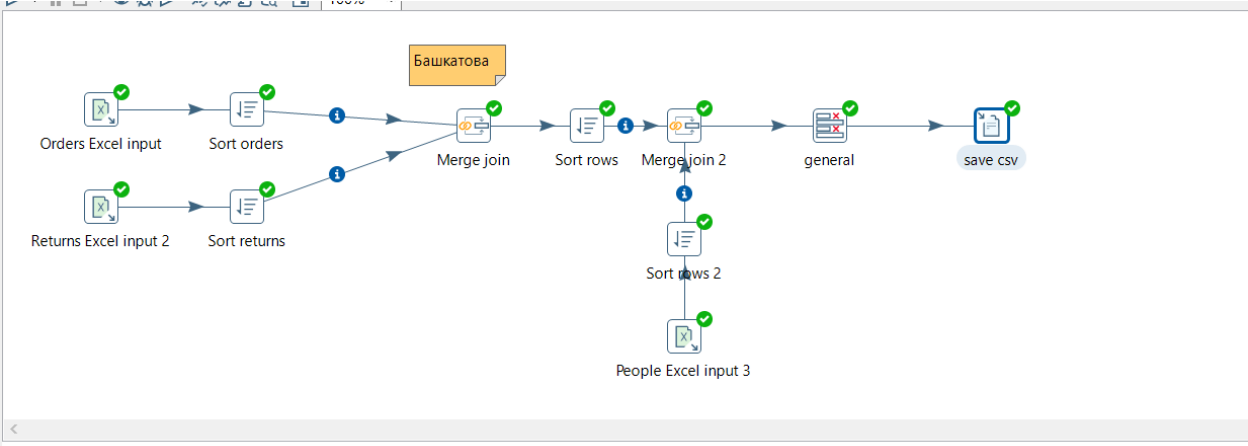 100%
Башкатова
Orders Excel input
Sort orders
Merge join
Sort rows
Merge join 2
general
save csv
Returns Excel input 2
Sort returns
Sort rows 2
People Excel input 3